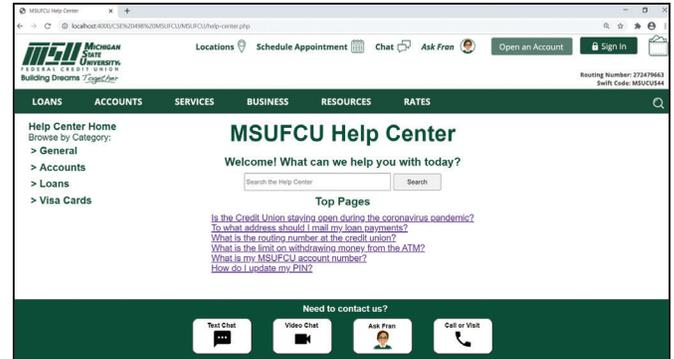 MSUFCU Help Center
localhost:4000/CSE%20498%20MSUFCU/MSUFCU/help-center.php
MSU MICHIGAN STATE UNIVERSITY
FEDERAL CREDIT UNION
Building Dreams Together
Locations Schedule Appointment Chat Ask Fran Open an Account Sign In
Routing Number: 272479663
Swift Code: MSUCUS44
LOANS ACCOUNTS SERVICES BUSINESS RESOURCES RATES
Help Center Home
Browse by Category:
> General
> Accounts
> Loans
> Visa Cards
MSUFCU Help Center
Welcome! What can we help you with today?
Search the Help Center Search
Top Pages
Is the Credit Union staying open during the coronavirus pandemic?
To what address should I mail my loan payments?
What is the routing number at the credit union?
What is the limit on withdrawing money from the ATM?
What is my MSUFCU account number?
How do I update my PIN?
Need to contact us?
Text Chat Video Chat Ask Fran Call or Visit